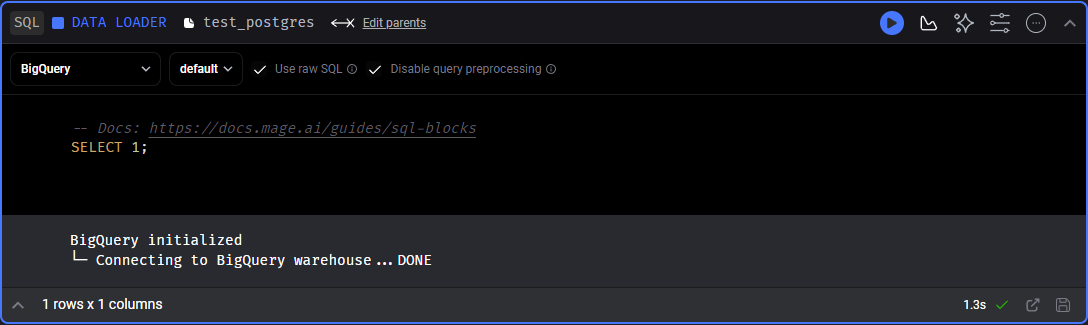 SQL DATA LOADER test_postgres Edit parents
BigQuery default Use raw SQL Disable query preprocessing
-- Docs: https://docs.mage.ai/guides/sql-blocks
SELECT 1;
BigQuery initialized
└─ Connecting to BigQuery warehouse...DONE
1 rows x 1 columns 1.3s